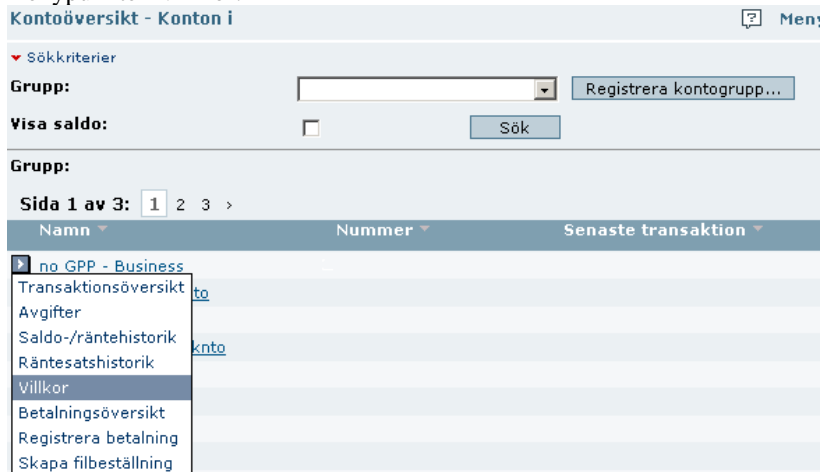 Kontoöversikt - Konton i ? Meny
Sökkriterier
Grupp: Registrera kontogrupp...
Visa saldo: Sök
Grupp:
Sida 1 av 3: 1 2 3 >
Namn Nummer Senaste transaktion
no GPP - Business
Transaktionsöversikt to
Avgifter
Saldo-/räntehistorik knto
Räntesatshistorik
Villkor
Betalningsöversikt
Registrera betalning
Skapa filbeställning